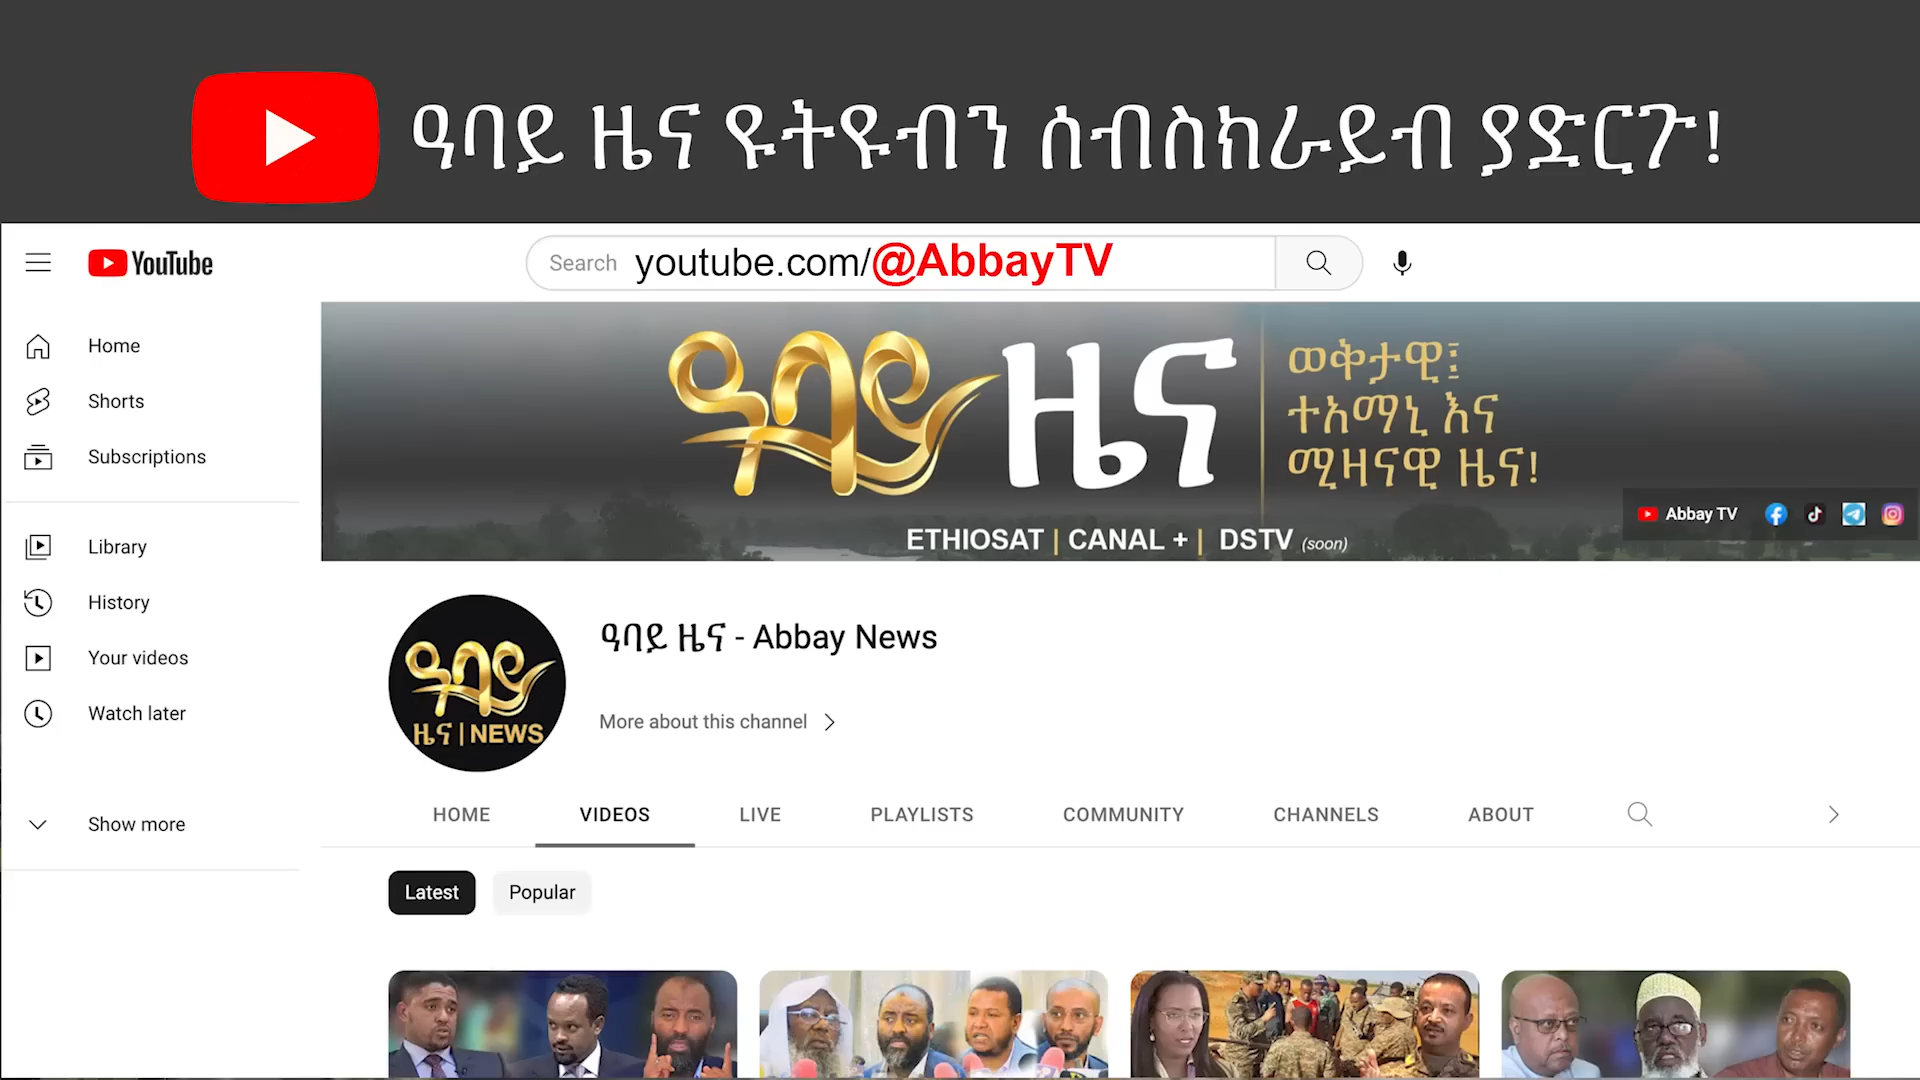 ዓባይ ዜና ዩትዩብን ሰብስክራይብ ያድርጉ!
YouTube
Search youtube.com/@AbbayTV
Home
Shorts
Subscriptions
Library
History
Your videos
Watch later
Show more
ዓባይ ዜና
ወቅታዊ፤
ተአማኒ እና
ሚዛናዊ ዜና!
ETHIOSAT | CANAL + | DSTV (soon)
Abbay TV
ዓባይ
ዜና | NEWS
ዓባይ ዜና - Abbay News
More about this channel
HOME VIDEOS LIVE PLAYLISTS COMMUNITY CHANNELS ABOUT
Latest Popular